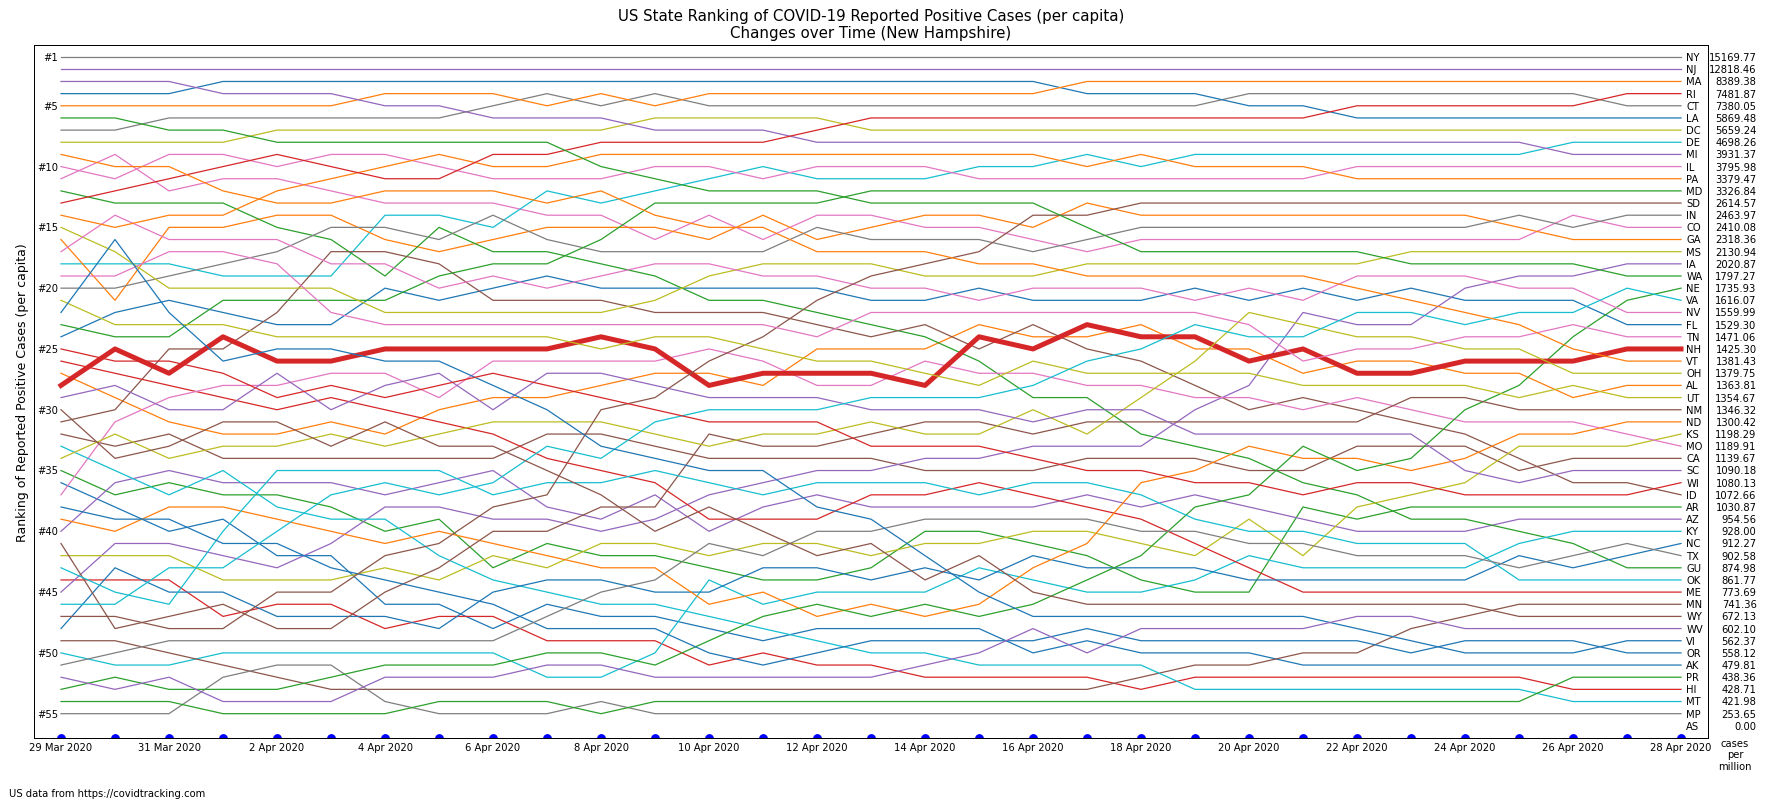 US State Ranking of COVID-19 Reported Positive Cases (per capita)
Changes over Time (New Hampshire)
Ranking of Reported Positive Cases (per capita)
#1
#5
#10
#15
#20
#25
#30
#35
#40
#45
#50
#55
NY 15169.77
NJ 12818.46
MA 8389.38
RI 7481.87
CT 7380.05
LA 5869.48
DC 5659.24
DE 4698.26
MI 3931.37
IL 3795.98
PA 3379.47
MD 3326.84
SD 2614.57
IN 2463.97
CO 2410.08
GA 2318.36
MS 2130.94
IA 2020.87
WA 1797.27
NE 1735.93
VA 1616.07
NV 1559.99
FL 1529.30
TN 1471.06
NH 1425.30
VT 1381.43
OH 1379.75
AL 1363.81
UT 1354.67
NM 1346.32
ND 1300.42
KS 1198.29
MO 1189.91
CA 1139.67
SC 1090.18
WI 1080.13
ID 1072.66
AR 1030.87
AZ 954.56
KY 928.00
NC 912.27
TX 902.58
GU 874.98
OK 861.77
ME 773.69
MN 741.36
WY 672.13
WV 602.10
VI 562.37
OR 558.12
AK 479.81
PR 438.36
HI 428.71
MT 421.98
MP 253.65
AS 0.00
29 Mar 2020 31 Mar 2020 2 Apr 2020 4 Apr 2020 6 Apr 2020 8 Apr 2020 10 Apr 2020 12 Apr 2020 14 Apr 2020 16 Apr 2020 18 Apr 2020 20 Apr 2020 22 Apr 2020 24 Apr 2020 26 Apr 2020 28 Apr 2020
cases
per
million
US data from https://covidtracking.com